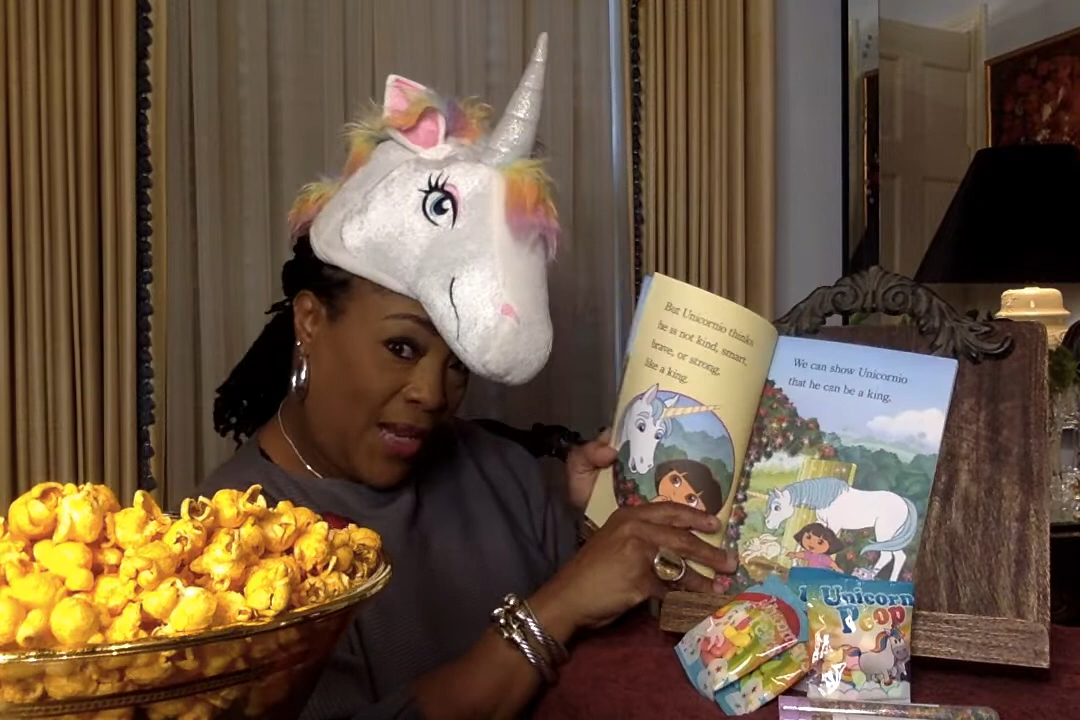 But Unicornio thinks
he is not kind, smart,
brave, or strong,
like a king.
We can show Unicornio
that he can be a king.
Unicorn
Poop